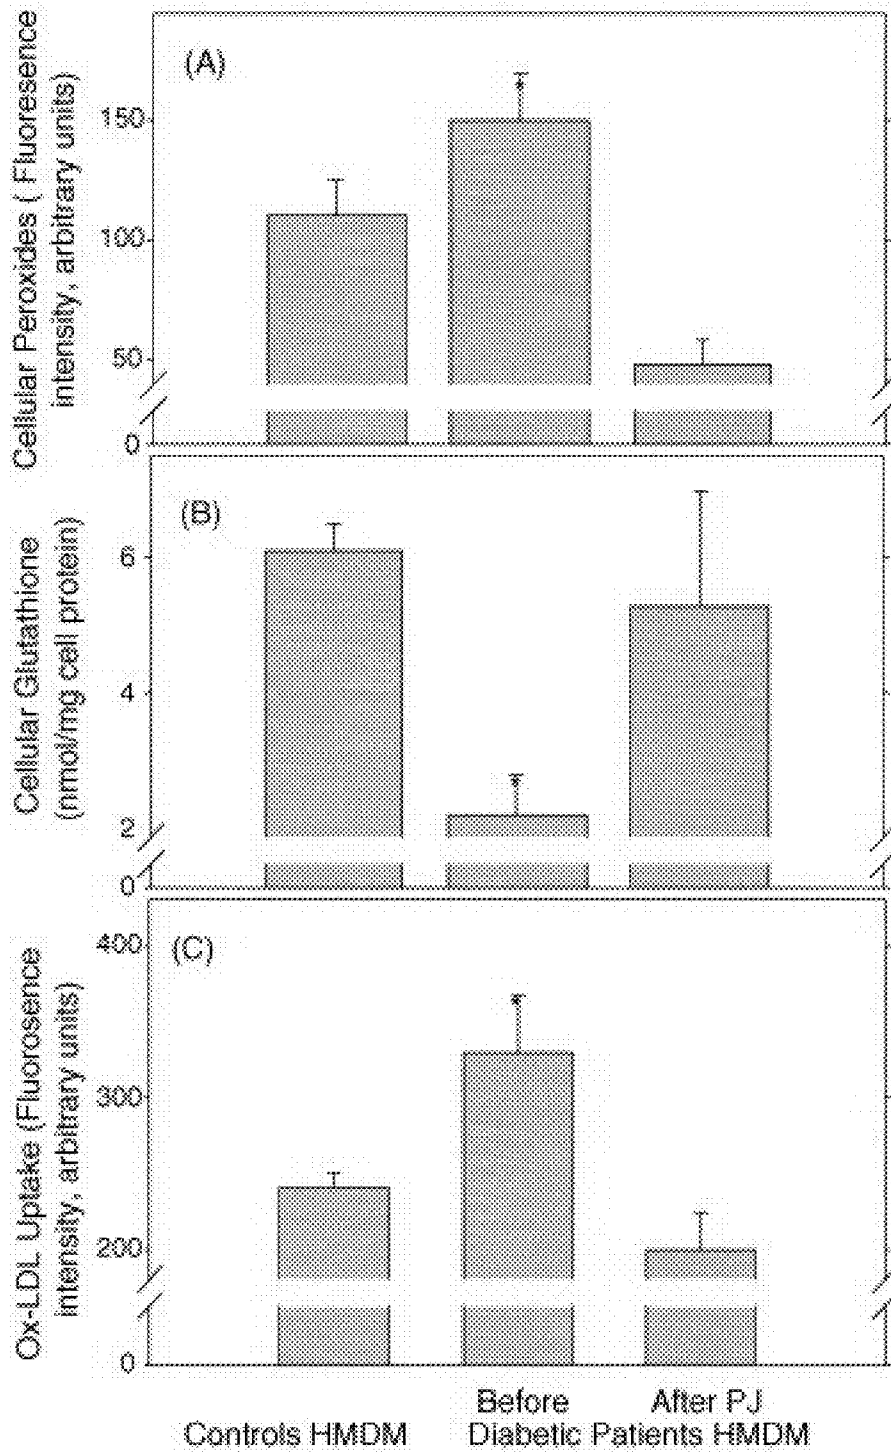 Cellular Peroxides ( Fluoresence
intensity, arbitrary units)
(A)
150
100
50
0
Cellular Glutathione
(nmol/mg cell protein)
(B)
6
4
2
0
Ox-LDL Uptake (Fluorosence
intensity, arbitrary units)
(C)
400
300
200
0
Before After PJ
Controls HMDM Diabetic Patients HMDM